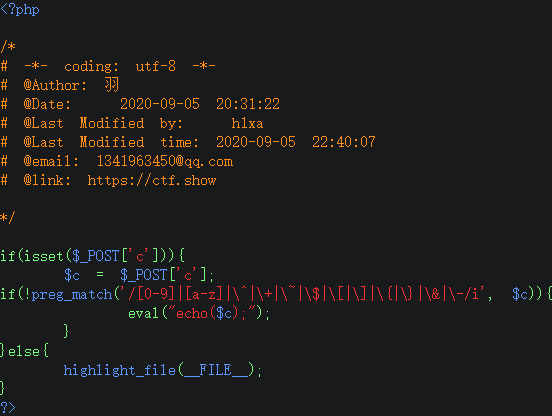 <?php
/*
# -*- coding: utf-8 -*-
# @Author: 羽
# @Date: 2020-09-05 20:31:22
# @Last Modified by: h1xa
# @Last Modified time: 2020-09-05 22:40:07
# @email: 1341963450@qq.com
# @link: https://ctf.show
*/
if(isset($_POST['c'])){
$c = $_POST['c'];
if(!preg_match('/[0-9]|[a-z]|\^|\+|\~|\$|\[|\]|\{|\}|\&|\-/i', $c)){
eval("echo($c);");
}
}else{
highlight_file(__FILE__);
}
?>